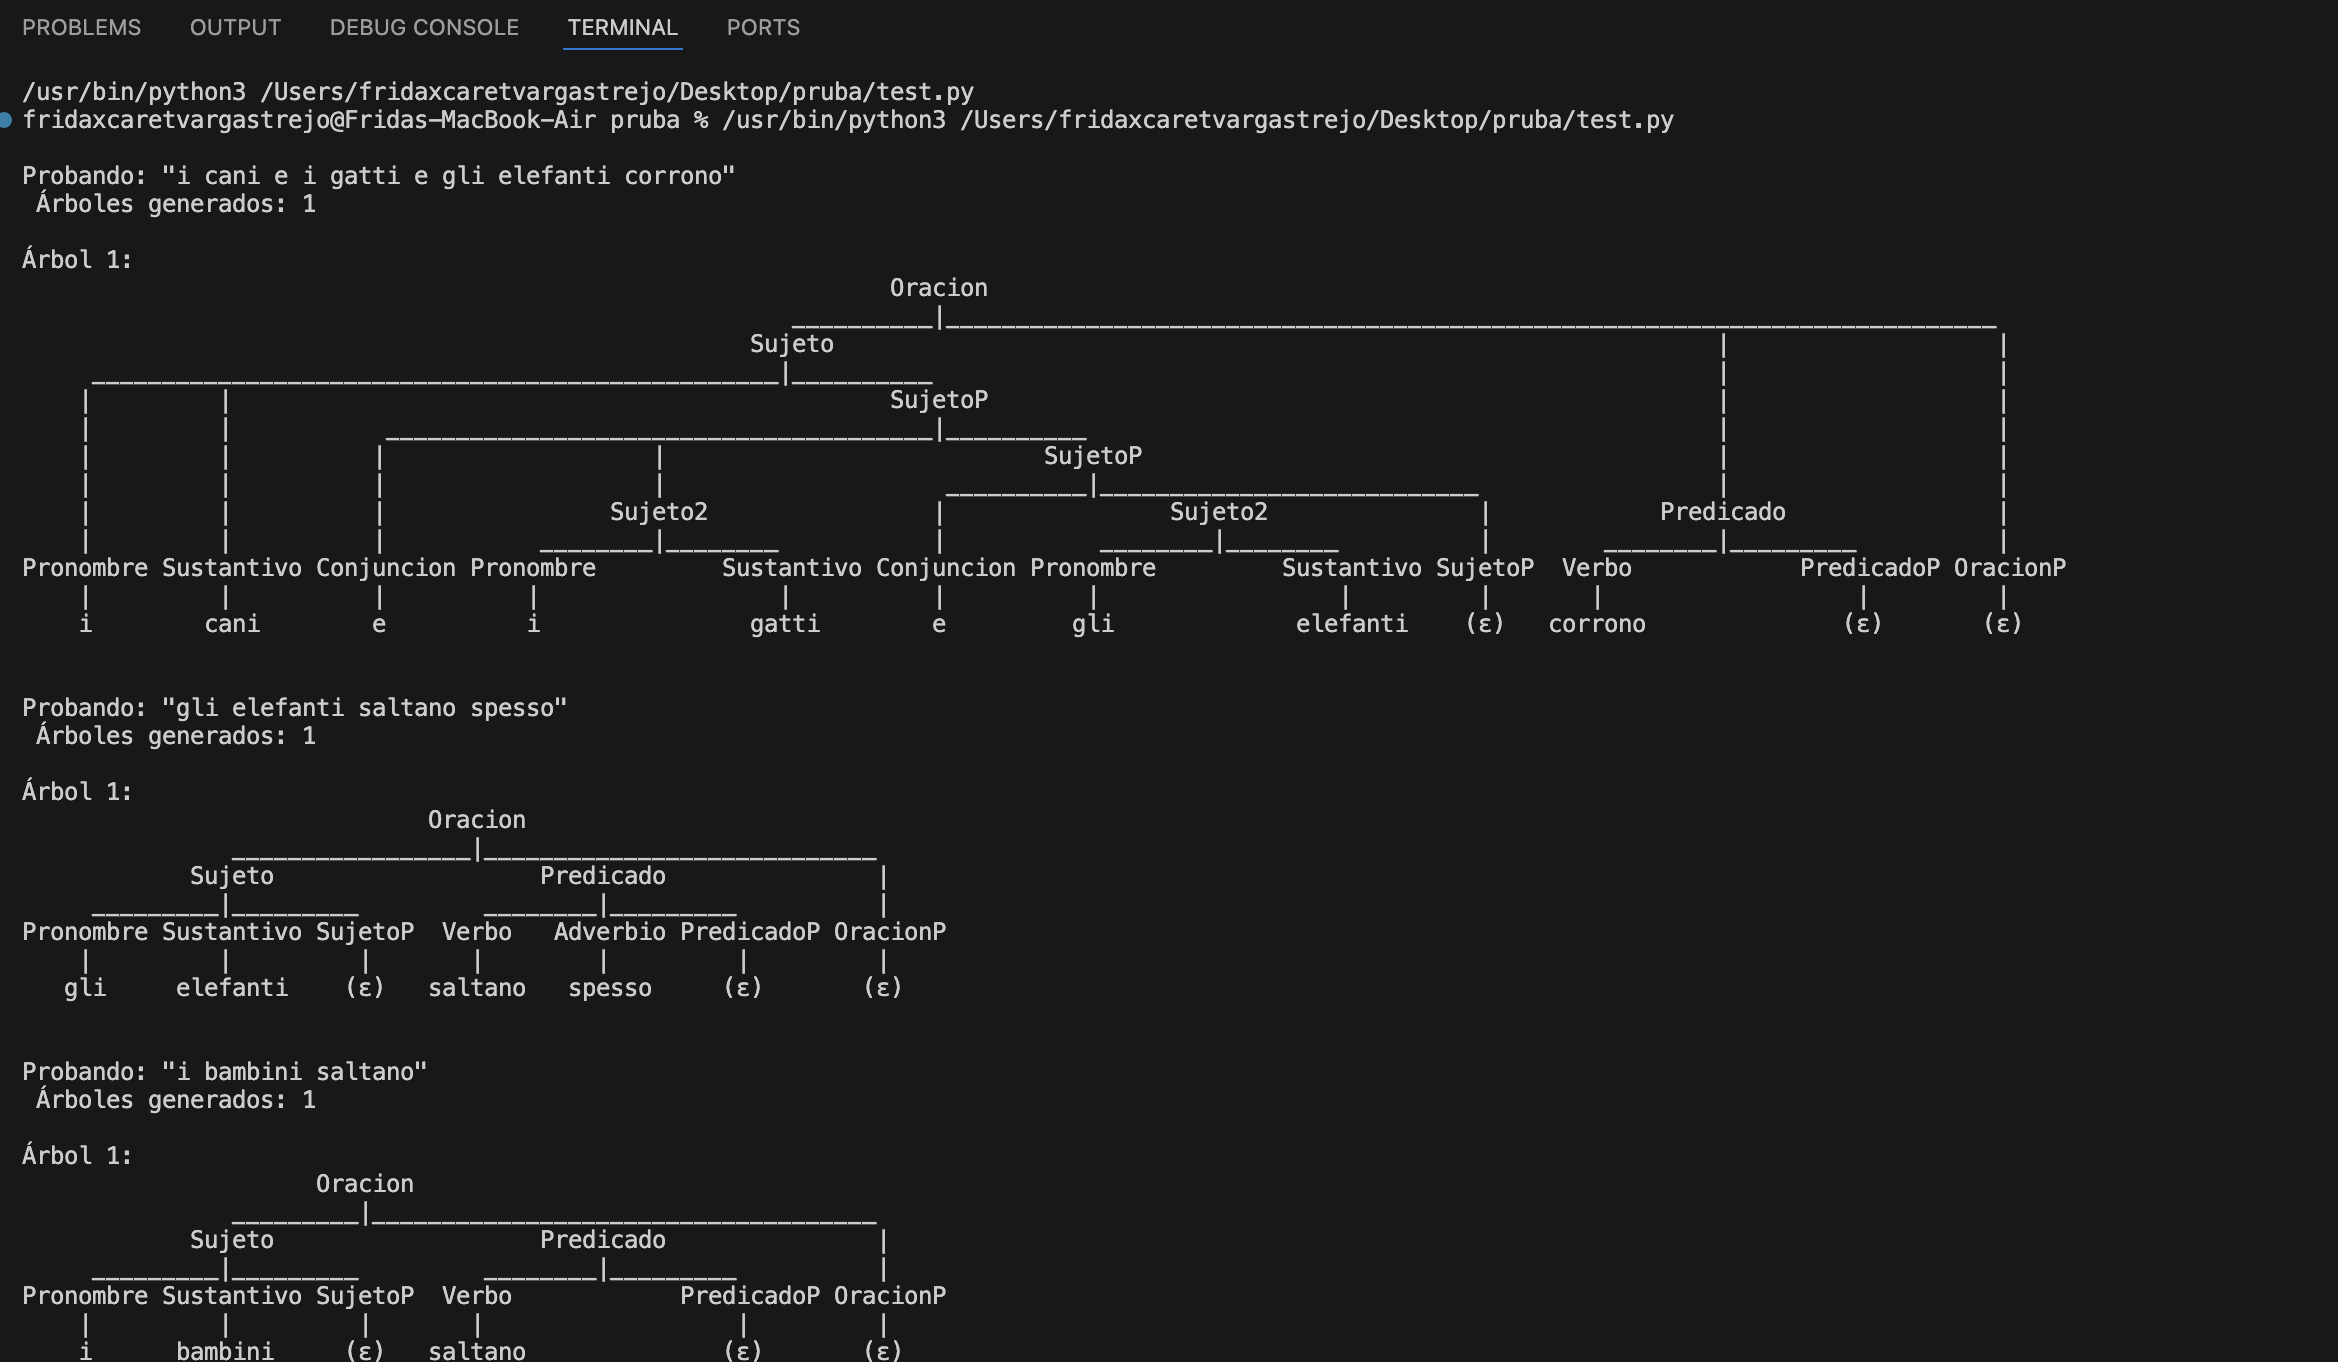 PROBLEMS OUTPUT DEBUG CONSOLE TERMINAL PORTS
/usr/bin/python3 /Users/fridaxcaretvargastrejo/Desktop/pruba/test.py
fridaxcaretvargastrejo@Fridas-MacBook-Air pruba % /usr/bin/python3 /Users/fridaxcaretvargastrejo/Desktop/pruba/test.py
Probando: "i cani e i gatti e gli elefanti corrono"
Árboles generados: 1
Árbol 1:
Oracion
Sujeto
SujetoP
SujetoP
Sujeto2 Sujeto2 Predicado
Pronombre Sustantivo Conjuncion Pronombre Sustantivo Conjuncion Pronombre Sustantivo SujetoP Verbo PredicadoP OracionP
i cani e i gatti e gli elefanti (ε) corrono (ε) (ε)
Probando: "gli elefanti saltano spesso"
Árboles generados: 1
Árbol 1:
Oracion
Sujeto Predicado
Pronombre Sustantivo SujetoP Verbo Adverbio PredicadoP OracionP
gli elefanti (ε) saltano spesso (ε) (ε)
Probando: "i bambini saltano"
Árboles generados: 1
Árbol 1:
Oracion
Sujeto Predicado
Pronombre Sustantivo SujetoP Verbo PredicadoP OracionP
i bambini (ε) saltano (ε) (ε)